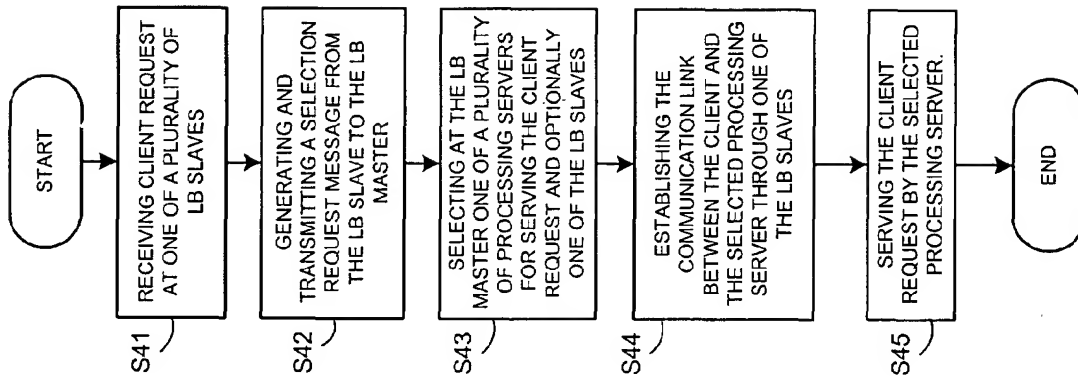 START
S41
RECEIVING CLIENT REQUEST
AT ONE OF A PLURALITY OF
LB SLAVES
S42
GENERATING AND
TRANSMITTING A SELECTION
REQUEST MESSAGE FROM
THE LB SLAVE TO THE LB
MASTER
S43
SELECTING AT THE LB
MASTER ONE OF A PLURALITY
OF PROCESSING SERVERS
FOR SERVING THE CLIENT
REQUEST AND OPTIONALLY
ONE OF THE LB SLAVES
S44
ESTABLISHING THE
COMMUNICATION LINK
BETWEEN THE CLIENT AND
THE SELECTED PROCESSING
SERVER THROUGH ONE OF
THE LB SLAVES
S45
SERVING THE CLIENT
REQUEST BY THE SELECTED
PROCESSING SERVER.
END